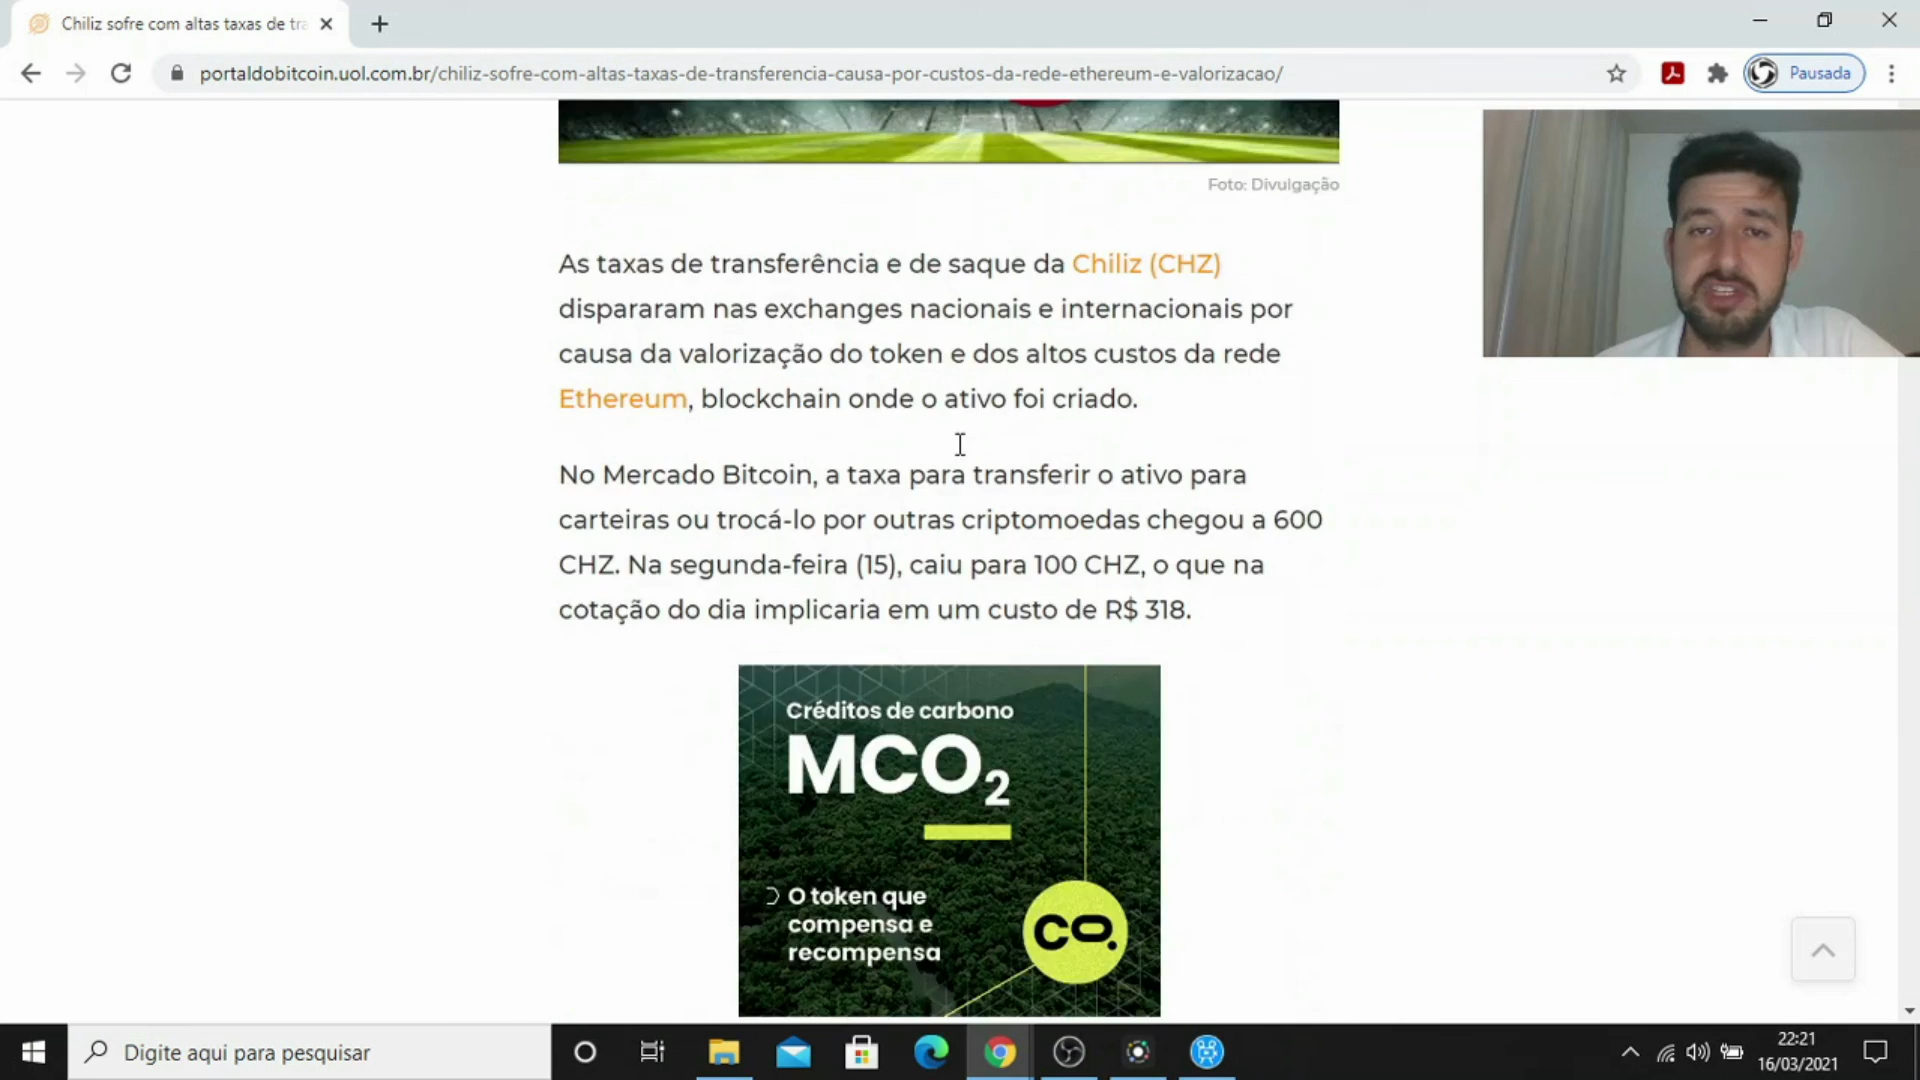 Chiliz sofre com altas taxas de tra
portaldobitcoin.uol.com.br/chiliz-sofre-com-altas-taxas-de-transferencia-causa-por-custos-da-rede-ethereum-e-valorizacao/
Pausada
Foto: Divulgação
As taxas de transferência e de saque da Chiliz (CHZ)
dispararam nas exchanges nacionais e internacionais por
causa da valorização do token e dos altos custos da rede
Ethereum, blockchain onde o ativo foi criado.
No Mercado Bitcoin, a taxa para transferir o ativo para
carteiras ou trocá-lo por outras criptomoedas chegou a 600
CHZ. Na segunda-feira (15), caiu para 100 CHZ, o que na
cotação do dia implicaria em um custo de R$ 318.
Créditos de carbono
MCO₂
O token que
compensa e
recompensa
CO.
Digite aqui para pesquisar
22:21
16/03/2021